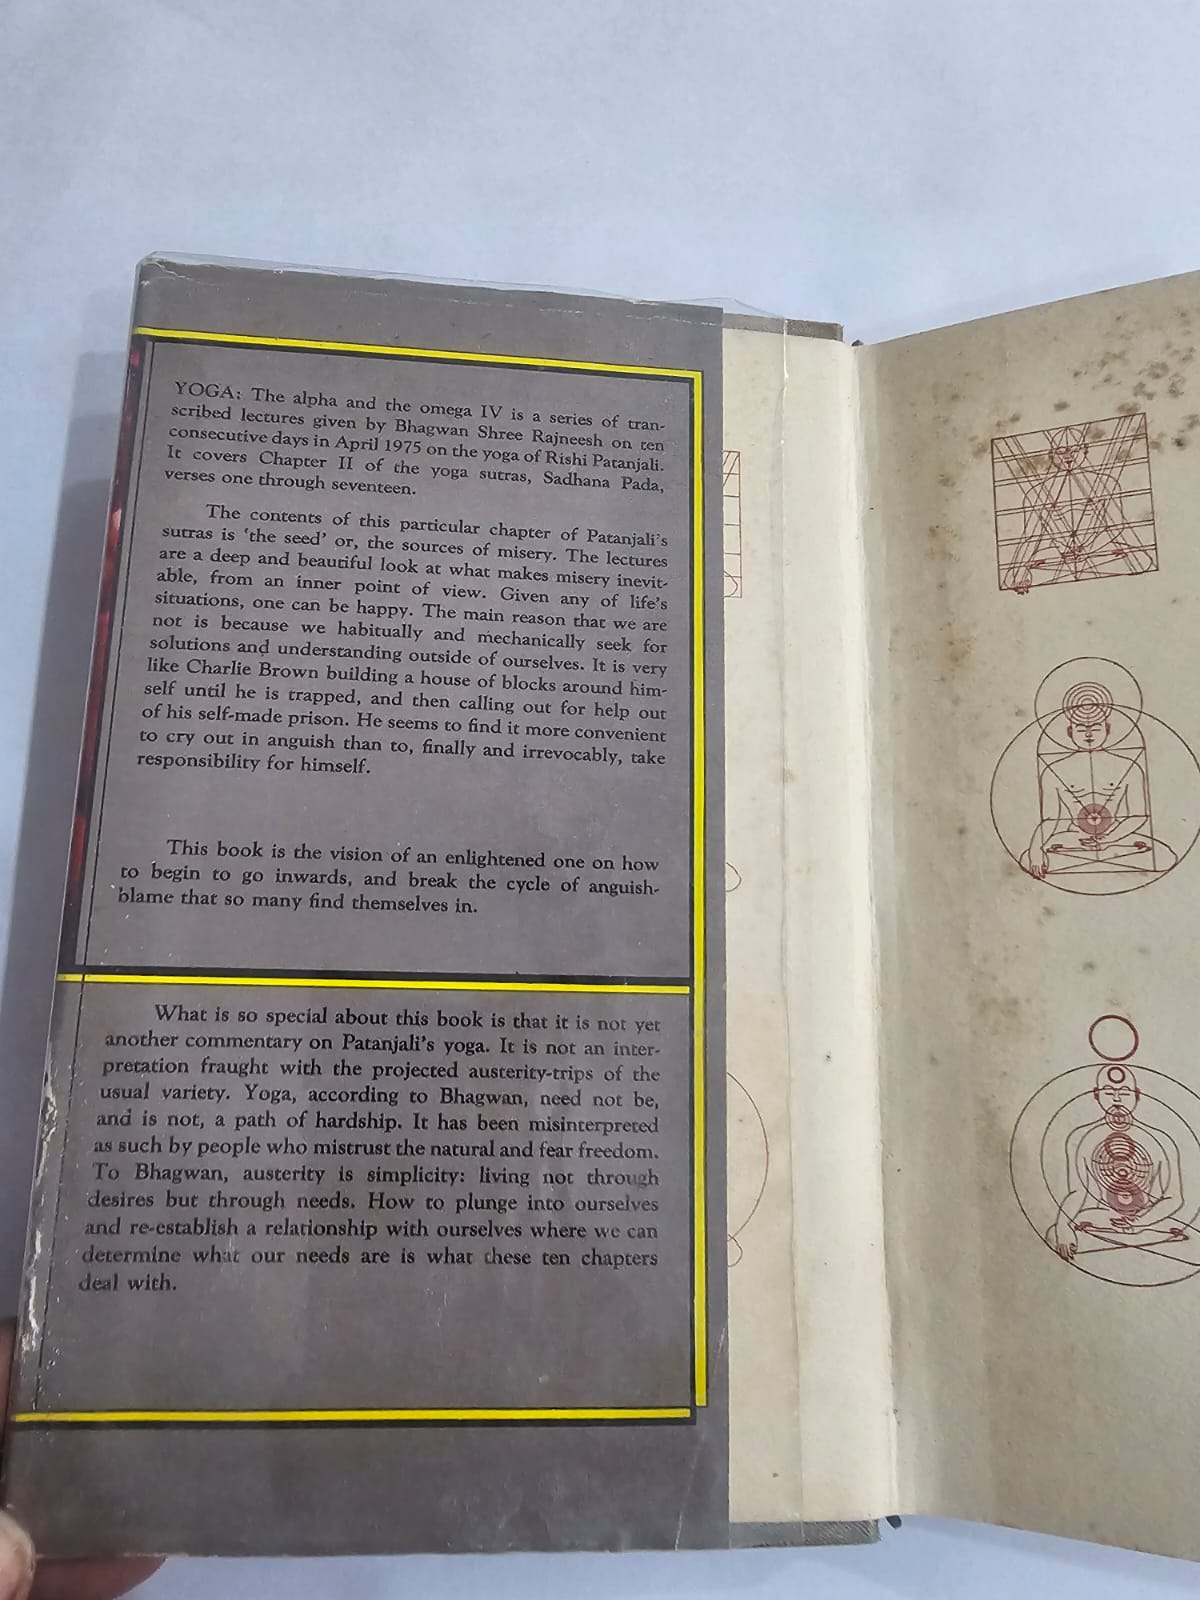 YOGA: The alpha and the omega IV is a series of tran-
scribed lectures given by Bhagwan Shree Rajneesh on ten
consecutive days in April 1975 on the yoga of Rishi Patanjali.
It covers Chapter II of the yoga sutras, Sadhana Pada,
verses one through seventeen.
The contents of this particular chapter of Patanjali's
sutras is 'the seed' or, the sources of misery. The lectures
are a deep and beautiful look at what makes misery inevit-
able, from an inner point of view. Given any of life's
situations, one can be happy. The main reason that we are
not is because we habitually and mechanically seek for
solutions and understanding outside of ourselves. It is very
like Charlie Brown building a house of blocks around him-
self until he is trapped, and then calling out for help out
of his self-made prison. He seems to find it more convenient
to cry out in anguish than to, finally and irrevocably, take
responsibility for himself.
This book is the vision of an enlightened one on how
to begin to go inwards, and break the cycle of anguish-
blame that so many find themselves in.
What is so special about this book is that it is not yet
another commentary on Patanjali's yoga. It is not an inter-
pretation fraught with the projected austerity-trips of the
usual variety. Yoga, according to Bhagwan, need not be,
and is not, a path of hardship. It has been misinterpreted
as such by people who mistrust the natural and fear freedom.
To Bhagwan, austerity is simplicity: living not through
desires but through needs. How to plunge into ourselves
and re-establish a relationship with ourselves where we can
determine what our needs are is what these ten chapters
deal with.